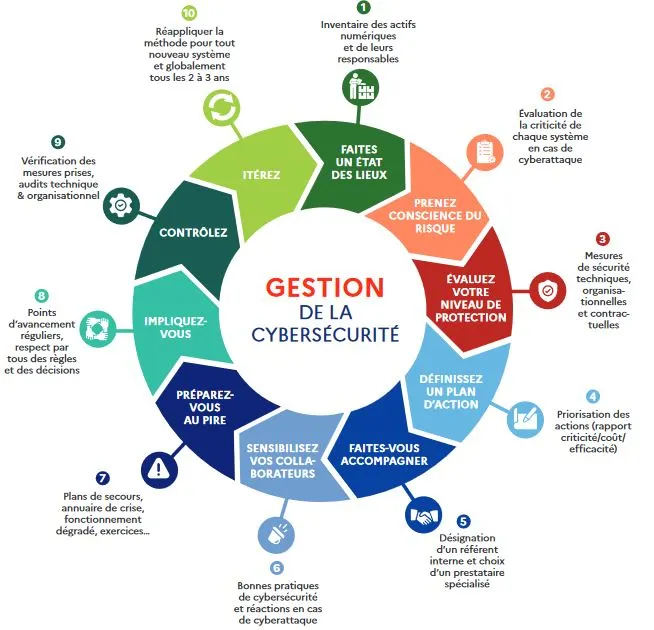 GESTION
DE LA
CYBERSÉCURITÉ
1
Inventaire des actifs
numériques
et de leurs
responsables
FAITES
UN ÉTAT
DES LIEUX
2
Évaluation de
la criticité de
chaque système
en cas de
cyberattaque
PRENEZ
CONSCIENCE DU
RISQUE
3
Mesures
de sécurité
techniques,
organisa-
tionnelles
et contrac-
tuelles
ÉVALUEZ
VOTRE
NIVEAU DE
PROTECTION
4
Priorisation des
actions (rapport
criticité/coût/
efficacité)
DÉFINISSEZ
UN PLAN
D'ACTION
5
Désignation
d'un référent
interne et choix
d'un prestataire
spécialisé
FAITES-VOUS
ACCOMPAGNER
6
Bonnes pratiques
de cybersécurité
et réactions en cas
de cyberattaque
SENSIBILISEZ
VOS COLLA-
BORATEURS
7
Plans de secours,
annuaire de crise,
fonctionnement
dégradé, exercices...
PRÉPAREZ-
VOUS
AU PIRE
8
Points
d'avancement
réguliers,
respect par
tous des règles
et des décisions
IMPLIQUEZ-
VOUS
9
Vérification des
mesures prises,
audits technique
& organisationnel
CONTRÔLEZ
10
Réappliquer la
méthode pour tout
nouveau système
et globalement
tous les 2 à 3 ans
ITÉREZ